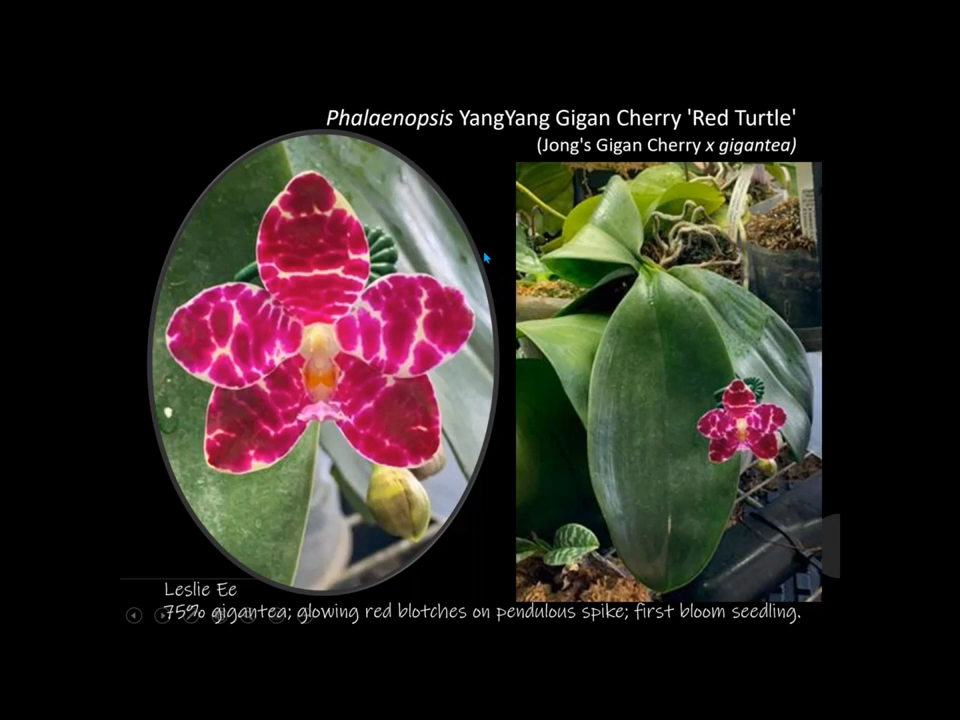 Phalaenopsis YangYang Gigan Cherry 'Red Turtle'
(Jong's Gigan Cherry x gigantea)
Leslie Ee
75% gigantea; glowing red blotches on pendulous spike; first bloom seedling.